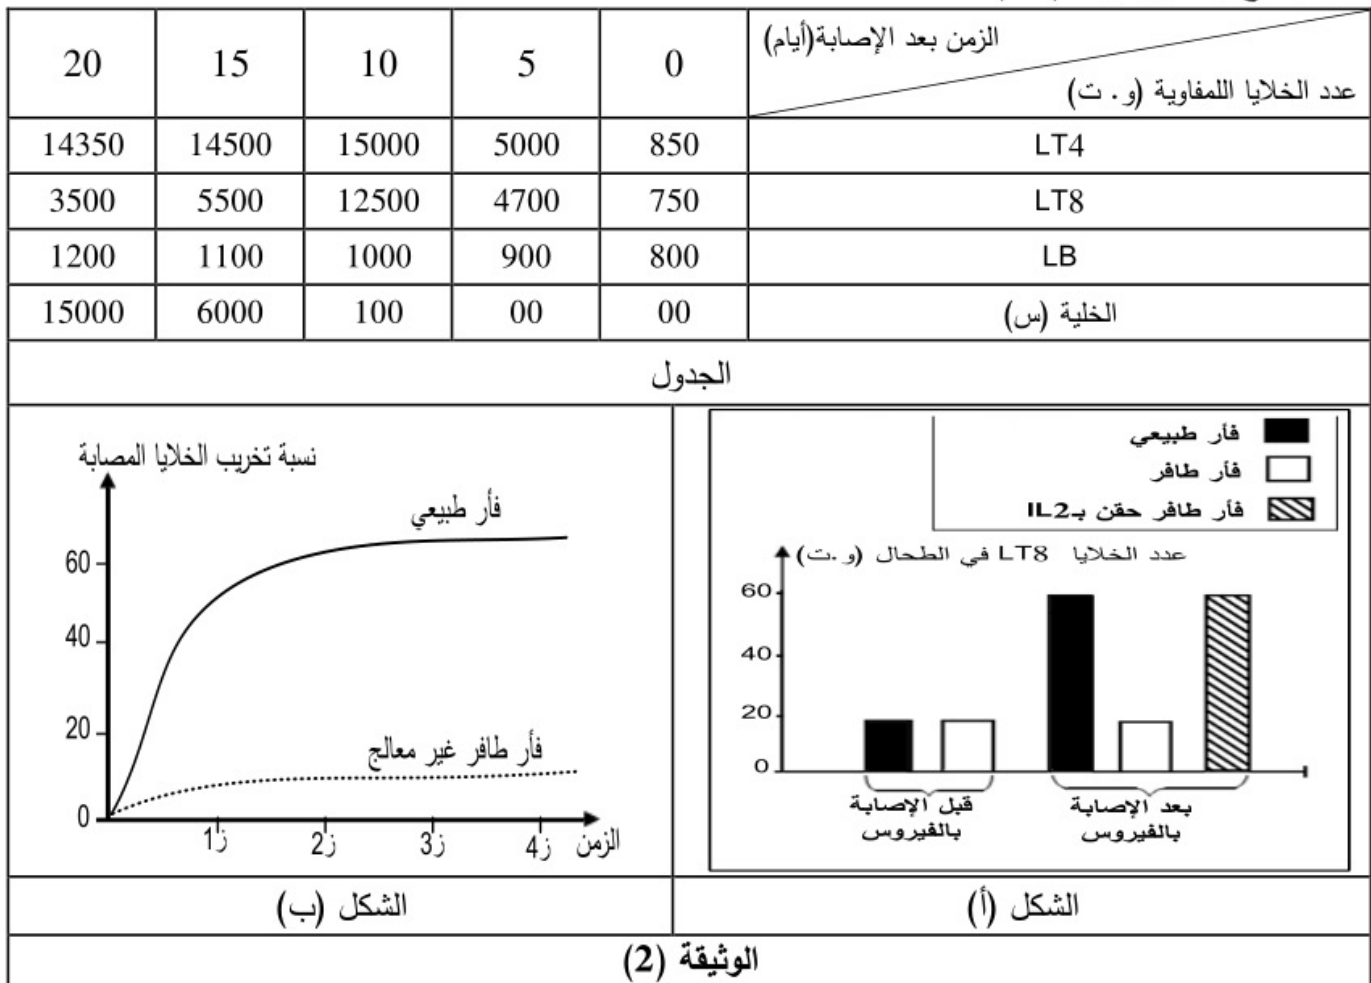 الزمن بعد الإصابة(أيام)
عدد الخلايا اللمفاوية (و. ت)
0 5 10 15 20
LT4 850 5000 15000 14500 14350
LT8 750 4700 12500 5500 3500
LB 800 900 1000 1100 1200
الخلية (س) 00 00 100 6000 15000
الجدول
فأر طبيعي
فأر طافر
فأر طافر حقن بـIL2
عدد الخلايا LT8 في الطحال (و.ت)
60
40
20
0
قبل الإصابة بالفيروس
بعد الإصابة بالفيروس
الشكل (أ)
نسبة تخريب الخلايا المصابة
فأر طبيعي
60
40
20
فأر طافر غير معالج
0
ز1 ز2 ز3 ز4 الزمن
الشكل (ب)
الوثيقة (2)